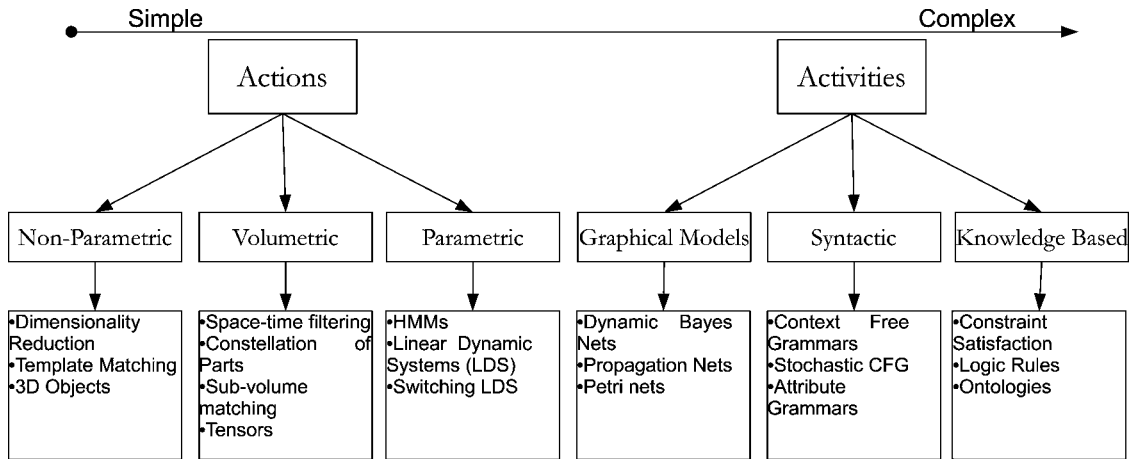 Simple
Complex
Actions
Activities
Non-Parametric
Volumetric
Parametric
Graphical Models
Syntactic
Knowledge Based
•Dimensionality
Reduction
•Template Matching
•3D Objects
•Space-time filtering
•Constellation of
Parts
•Sub-volume
matching
•Tensors
•HMMs
•Linear Dynamic
Systems (LDS)
•Switching LDS
•Dynamic Bayes
Nets
•Propagation Nets
•Petri nets
•Context Free
Grammars
•Stochastic CFG
•Attribute
Grammars
•Constraint
Satisfaction
•Logic Rules
•Ontologies